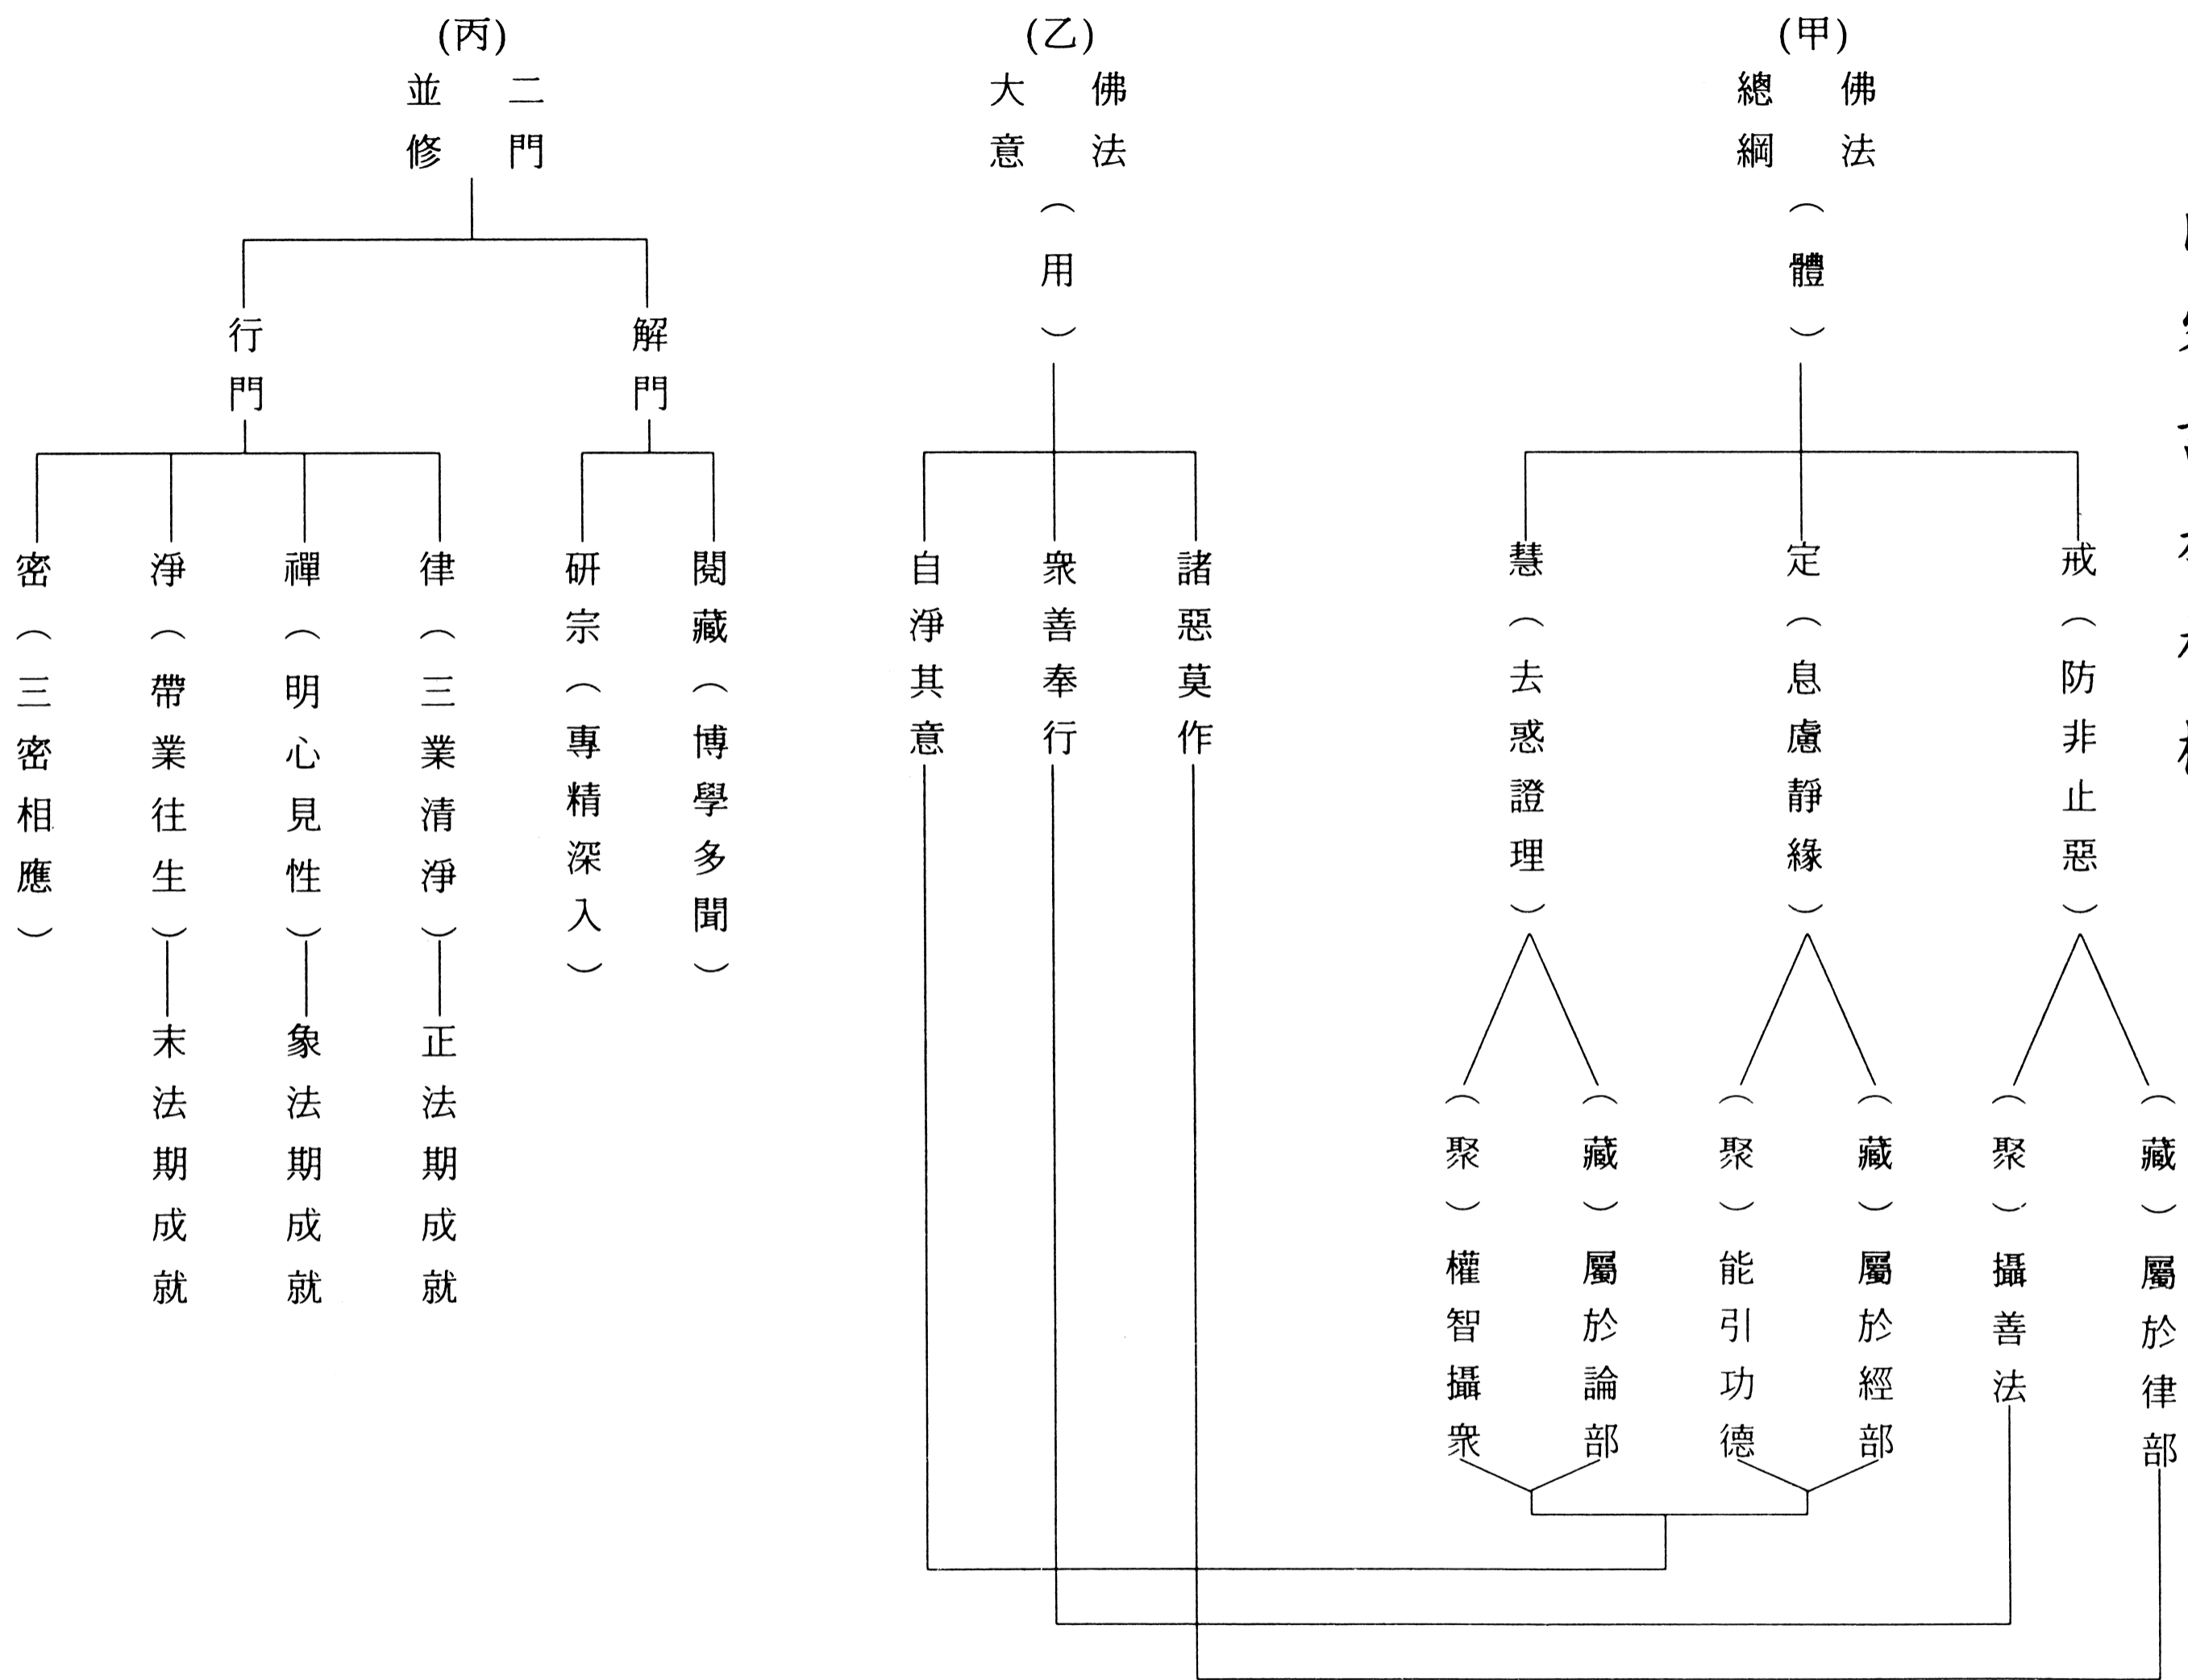 (甲)
佛法
總綱
（體）
戒（防非止惡）
（藏）屬於律部
（聚）攝善法
定（息慮靜緣）
（藏）屬於經部
（聚）能引功德
慧（去惑證理）
（藏）屬於論部
（聚）權智攝衆
(乙)
佛法
大意
（用）
諸惡莫作
衆善奉行
自淨其意
(丙)
二門
並修
解門
閱藏（博學多聞）
研宗（專精深入）
行門
律（三業清淨）
正法期成就
禪（明心見性）
象法期成就
淨（帶業往生）
末法期成就
密（三密相應）